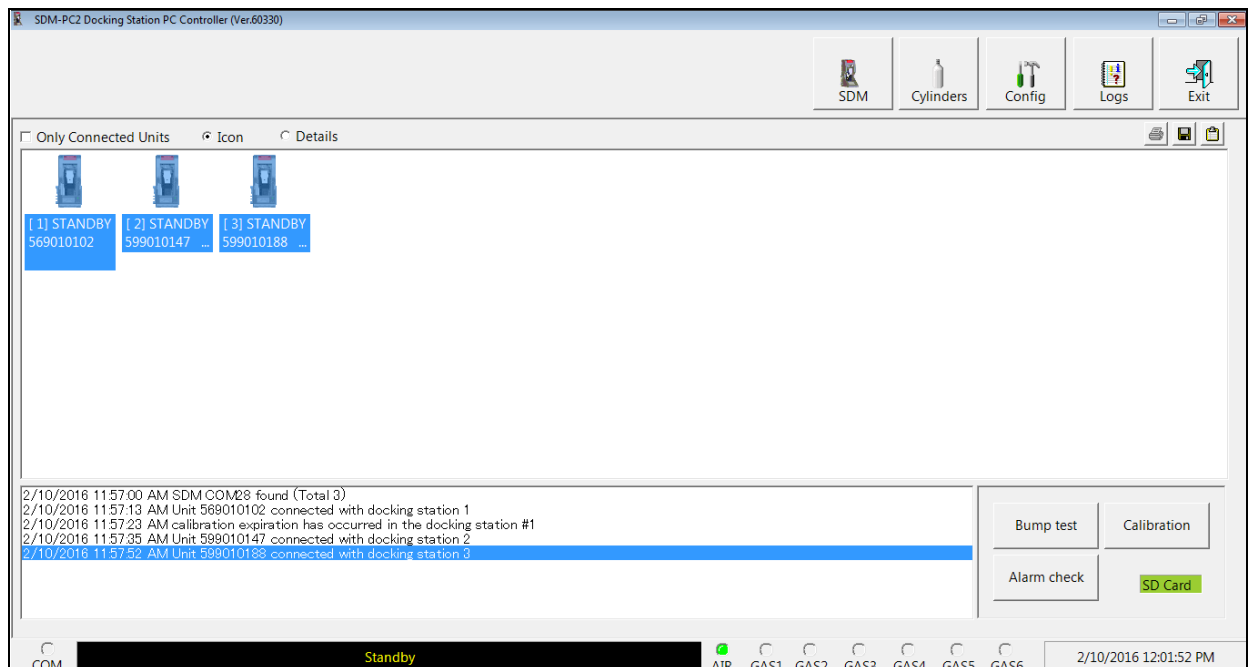 SDM-PC2 Docking Station PC Controller (Ver.60330)
SDM
Cylinders
Config
Logs
Exit
Only Connected Units
Icon
Details
[ 1] STANDBY
569010102
[ 2] STANDBY
599010147 ...
[ 3] STANDBY
599010188 ...
2/10/2016 11:57:00 AM SDM COM28 found (Total 3)
2/10/2016 11:57:13 AM Unit 569010102 connected with docking station 1
2/10/2016 11:57:23 AM calibration expiration has occurred in the docking station #1
2/10/2016 11:57:35 AM Unit 599010147 connected with docking station 2
2/10/2016 11:57:52 AM Unit 599010188 connected with docking station 3
Bump test
Calibration
Alarm check
SD Card
COM
Standby
AIR
GAS1
GAS2
GAS3
GAS4
GAS5
GAS6
2/10/2016 12:01:52 PM